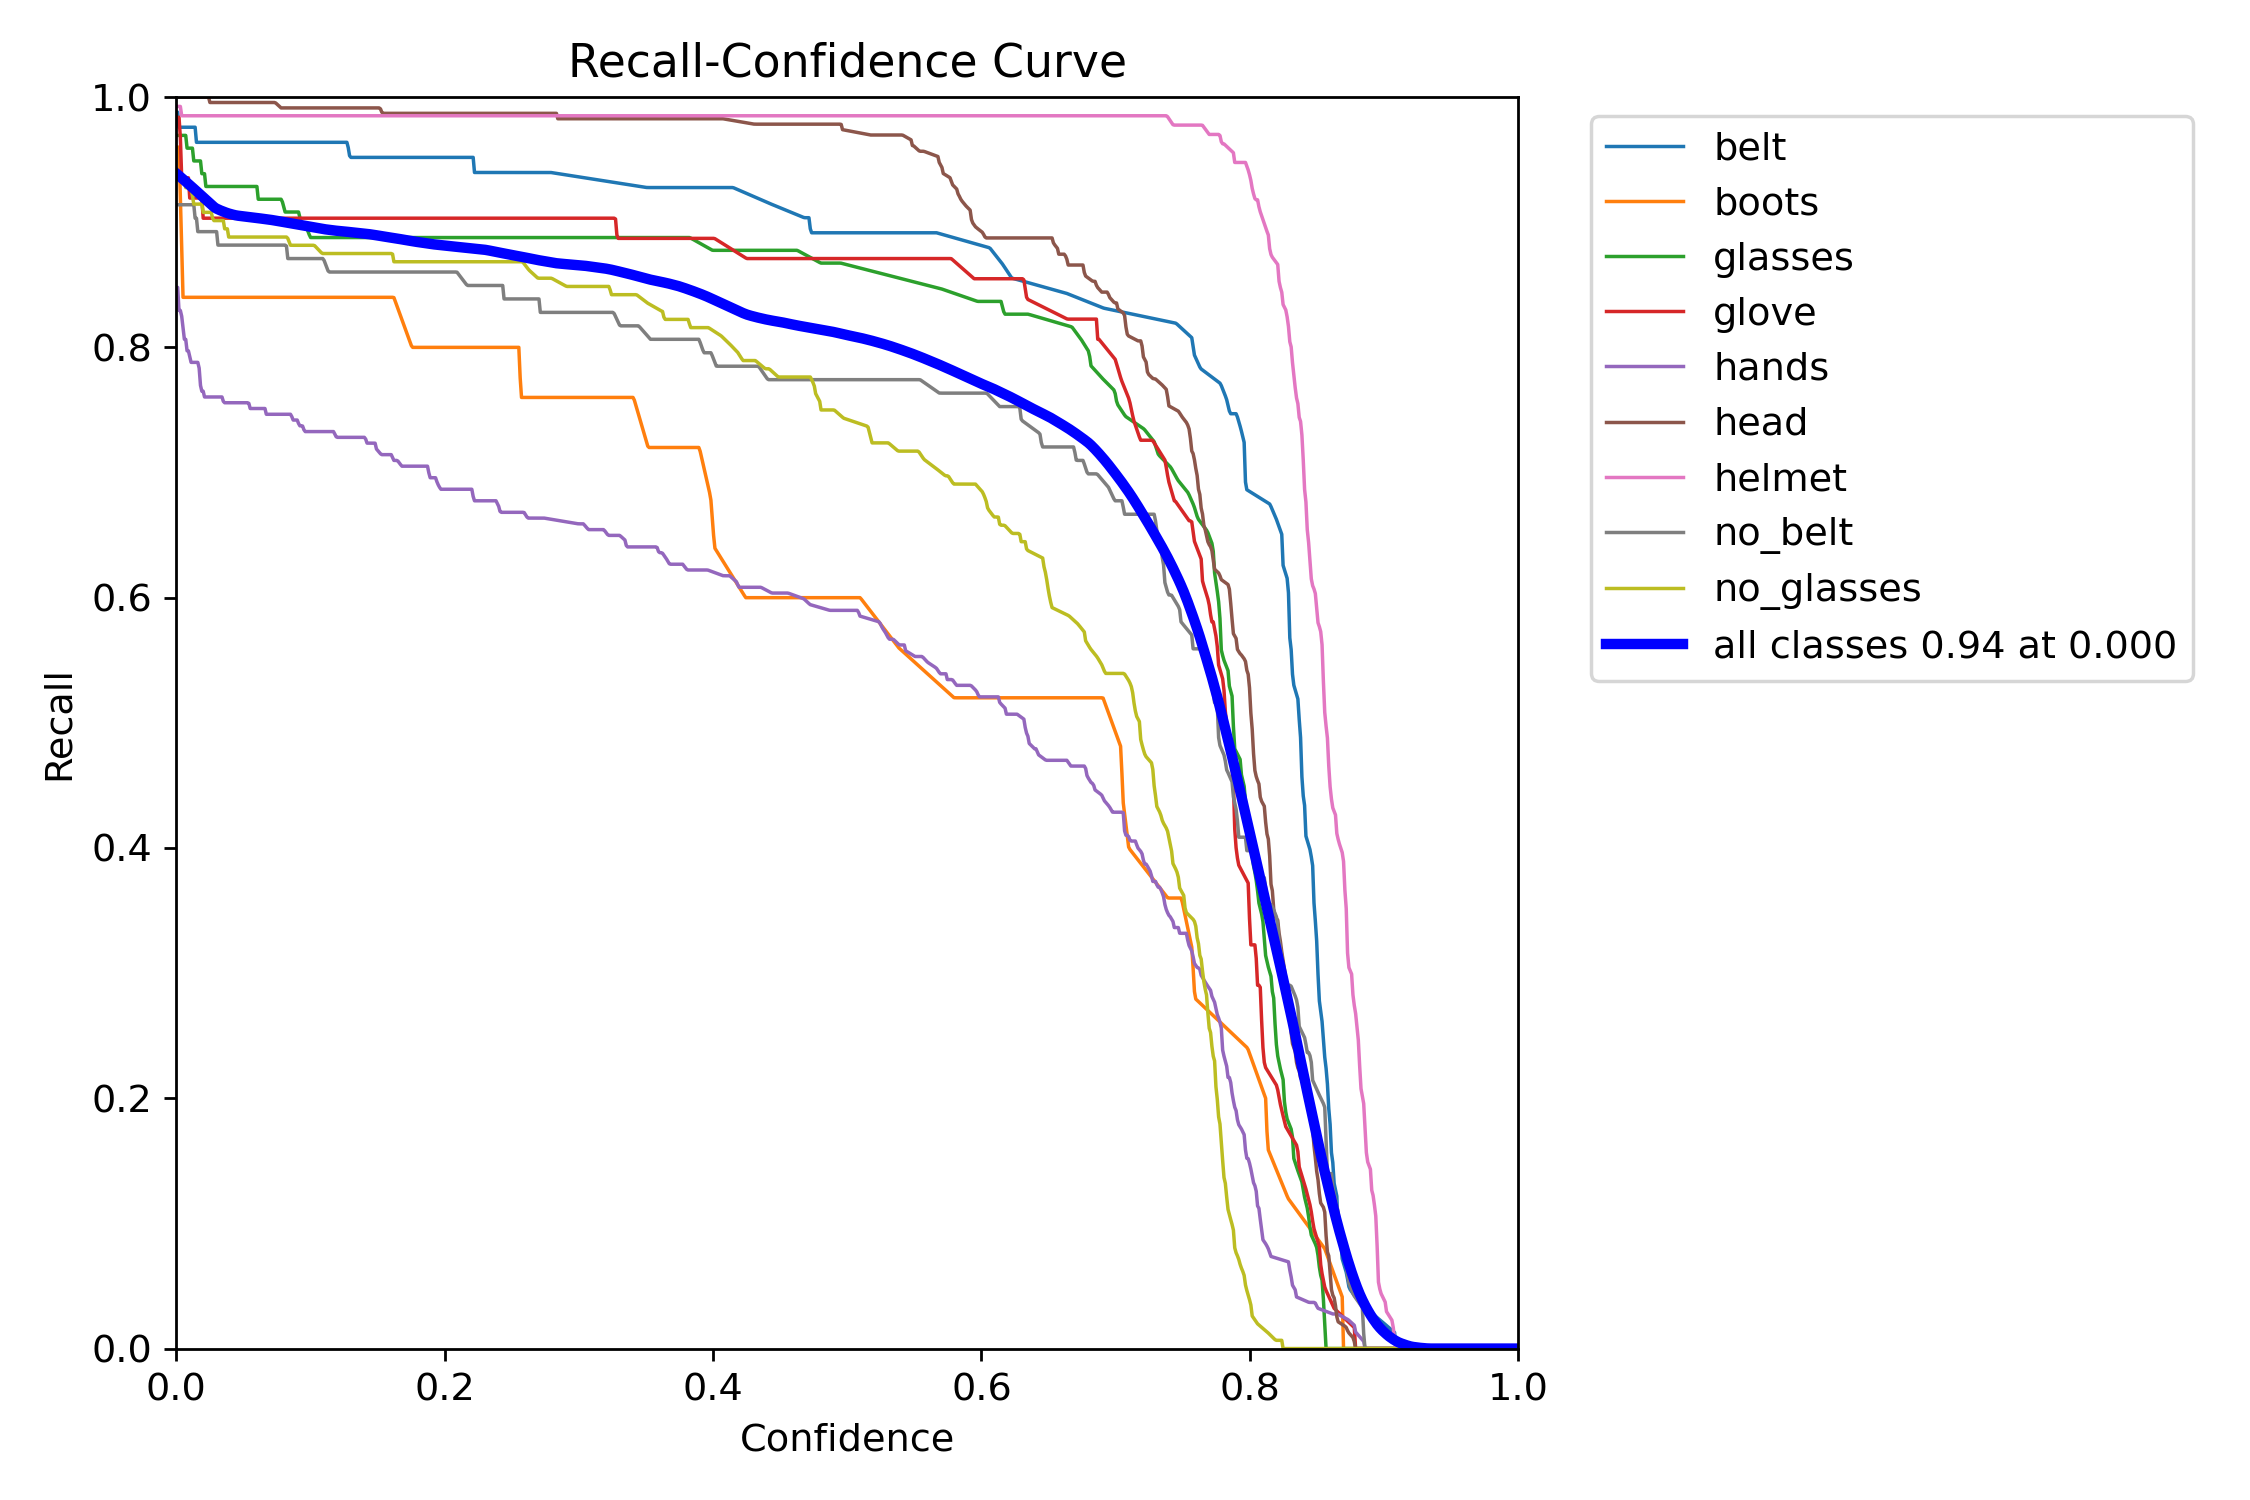 Recall-Confidence Curve
1.0
0.8
0.6
0.4
0.2
0.0
Recall
0.0 0.2 0.4 0.6 0.8 1.0
Confidence
belt
boots
glasses
glove
hands
head
helmet
no_belt
no_glasses
all classes 0.94 at 0.000